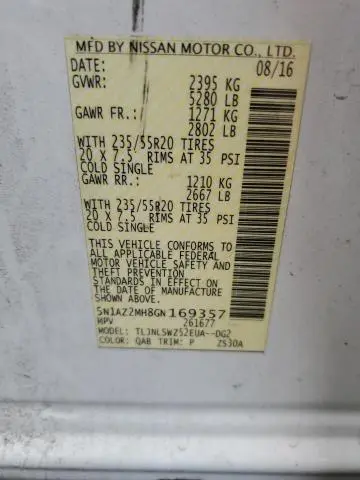 MFD BY NISSAN MOTOR CO., LTD.
DATE: 08/16
GVWR: 2395 KG
5280 LB
GAWR FR.: 1271 KG
2802 LB
WITH 235/55R20 TIRES
20 X 7.5 RIMS AT 35 PSI
COLD SINGLE
GAWR RR.: 1210 KG
2667 LB
WITH 235/55R20 TIRES
20 X 7.5 RIMS AT 35 PSI
COLD SINGLE
THIS VEHICLE CONFORMS TO
ALL APPLICABLE FEDERAL
MOTOR VEHICLE SAFETY AND
THEFT PREVENTION
STANDARDS IN EFFECT ON
THE DATE OF MANUFACTURE
SHOWN ABOVE
5N1AZ2MH8GN169357
MPV 261677
TLJNLSWZ52EUA--DG2
COLOR: QAB TRIM: P ZS30A